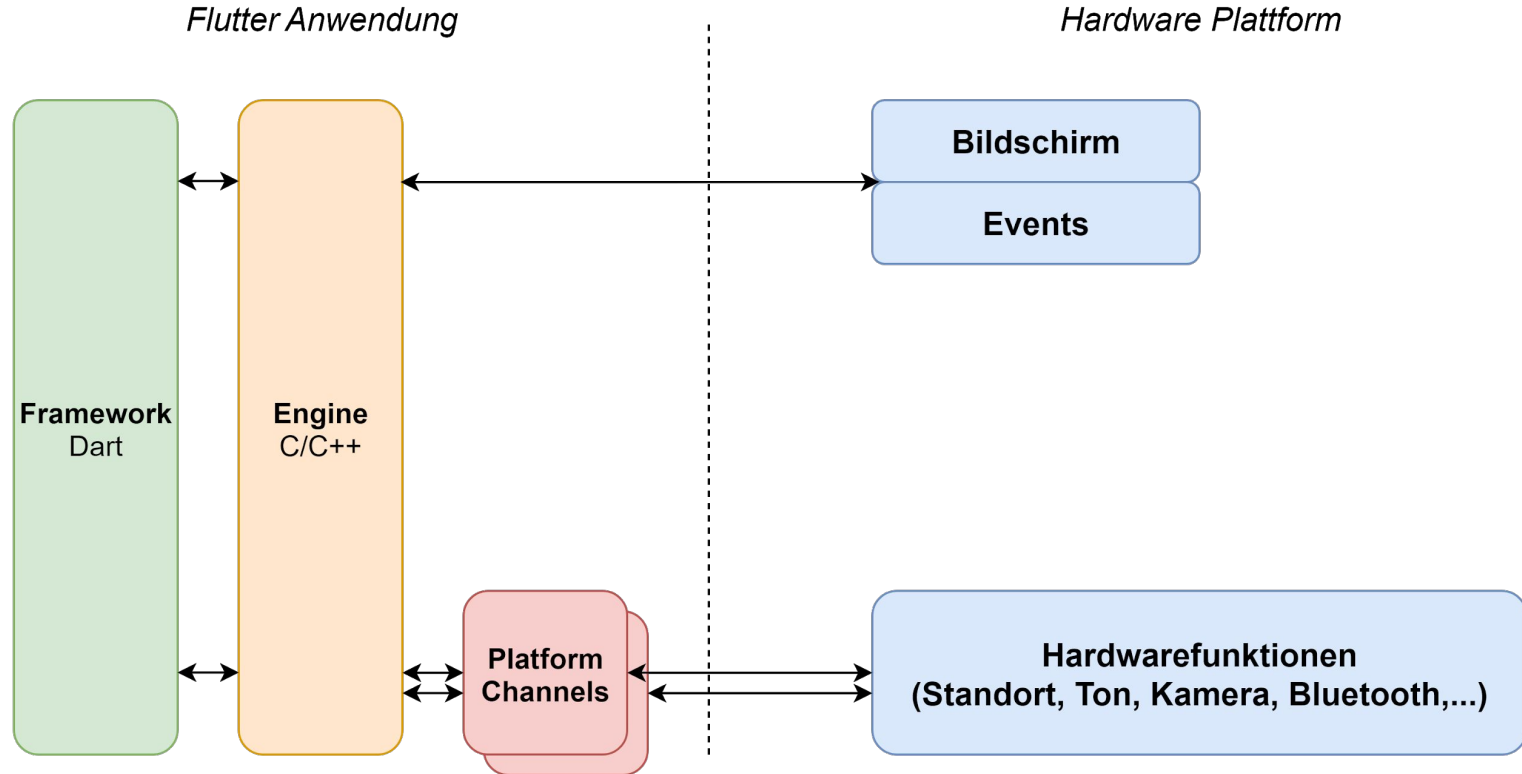 Flutter Anwendung
Hardware Plattform
Bildschirm
Events
Framework
Dart
Engine
C/C++
Platform
Channels
Hardwarefunktionen
(Standort, Ton, Kamera, Bluetooth,...)